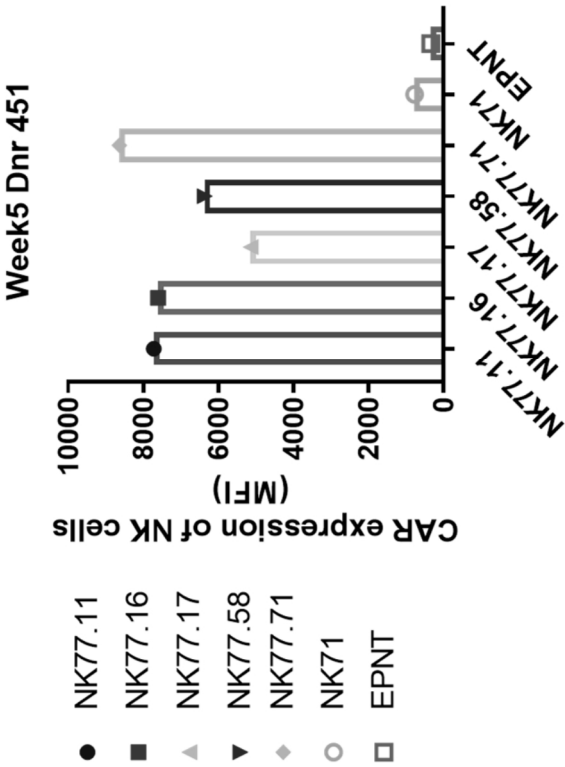 Week5 Dnr 451
CAR expression of NK cells
(MFI)
10000
8000
6000
4000
2000
0
NK77.11
NK77.16
NK77.17
NK77.58
NK77.71
NK71
EPNT
NK77.11
NK77.16
NK77.17
NK77.58
NK77.71
NK71
EPNT